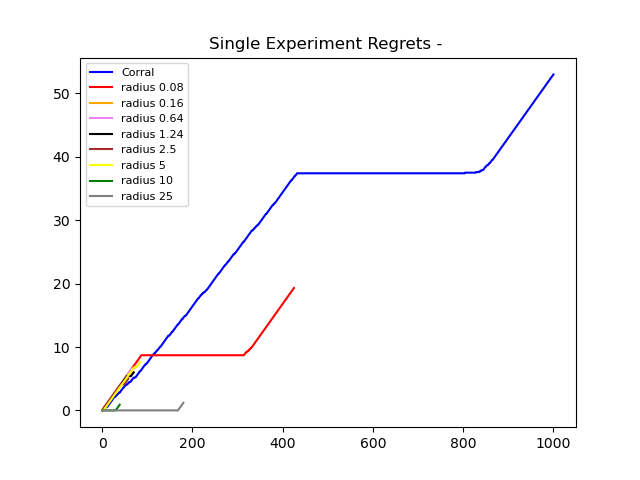 Single Experiment Regrets -
Corral
radius 0.08
radius 0.16
radius 0.64
radius 1.24
radius 2.5
radius 5
radius 10
radius 25
50
40
30
20
10
0
0 200 400 600 800 1000